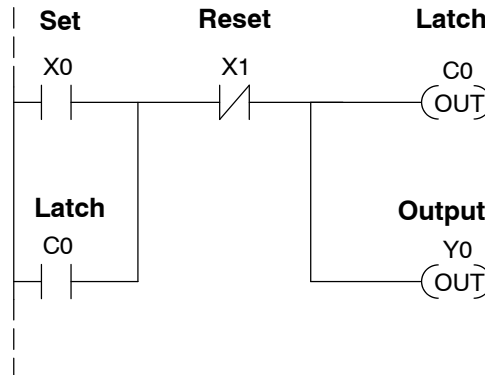 Set Reset Latch
X0 X1 C0
OUT
Latch Output
C0 Y0
OUT